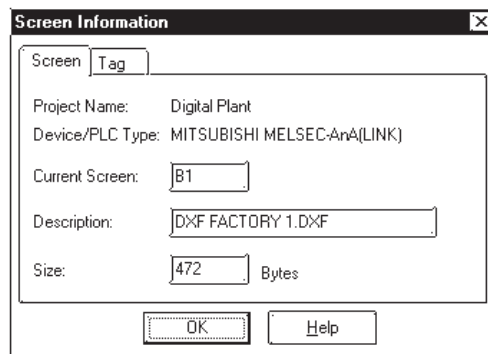 Screen Information
Screen Tag
Project Name: Digital Plant
Device/PLC Type: MITSUBISHI MELSEC-AnA(LINK)
Current Screen: B1
Description: DXF FACTORY 1.DXF
Size: 472 Bytes
OK Help